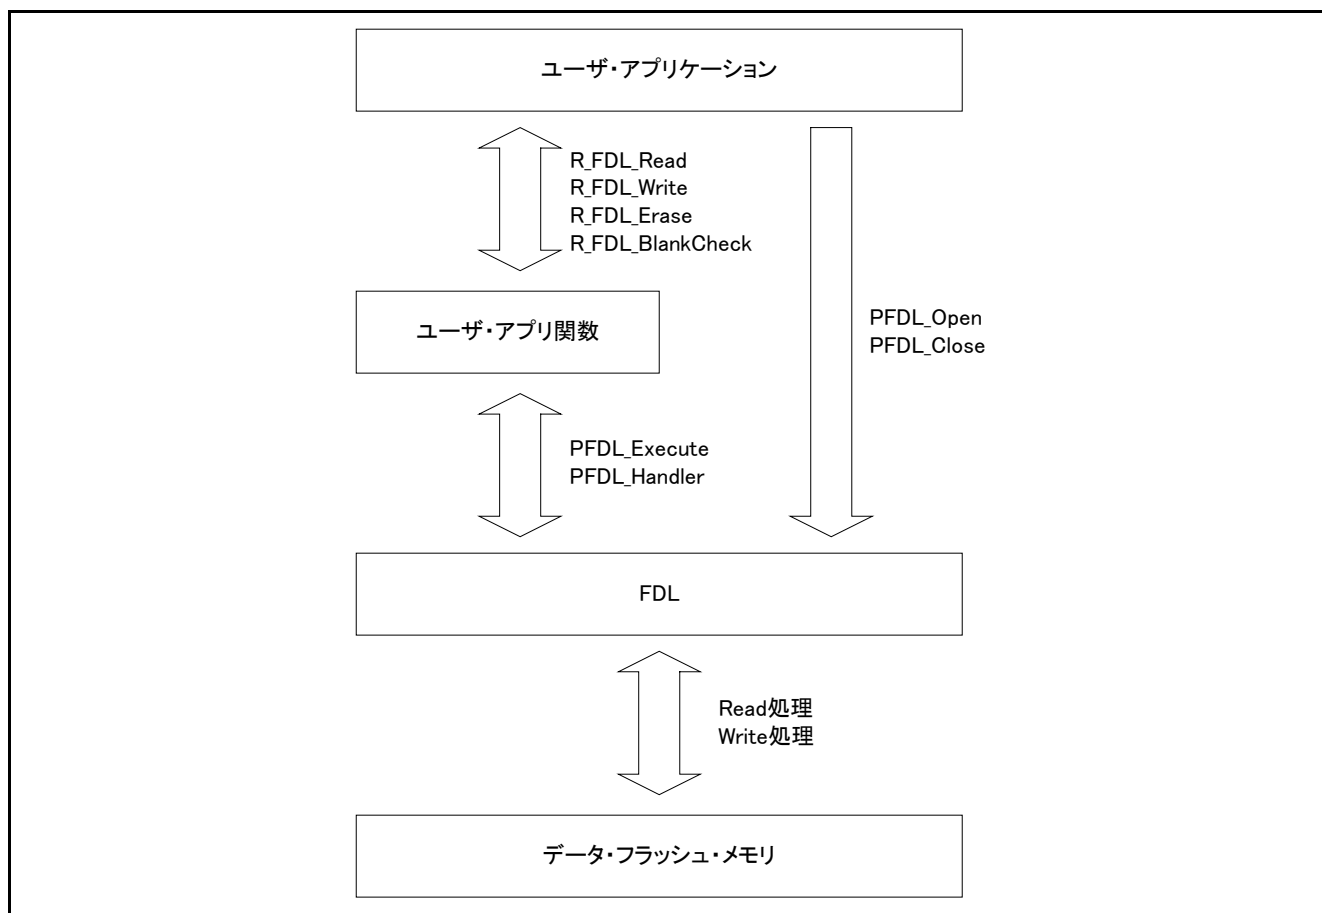 ユーザ・アプリケーション
R_FDL_Read
R_FDL_Write
R_FDL_Erase
R_FDL_BlankCheck
ユーザ・アプリ関数
PFDL_Open
PFDL_Close
PFDL_Execute
PFDL_Handler
FDL
Read処理
Write処理
データ・フラッシュ・メモリ